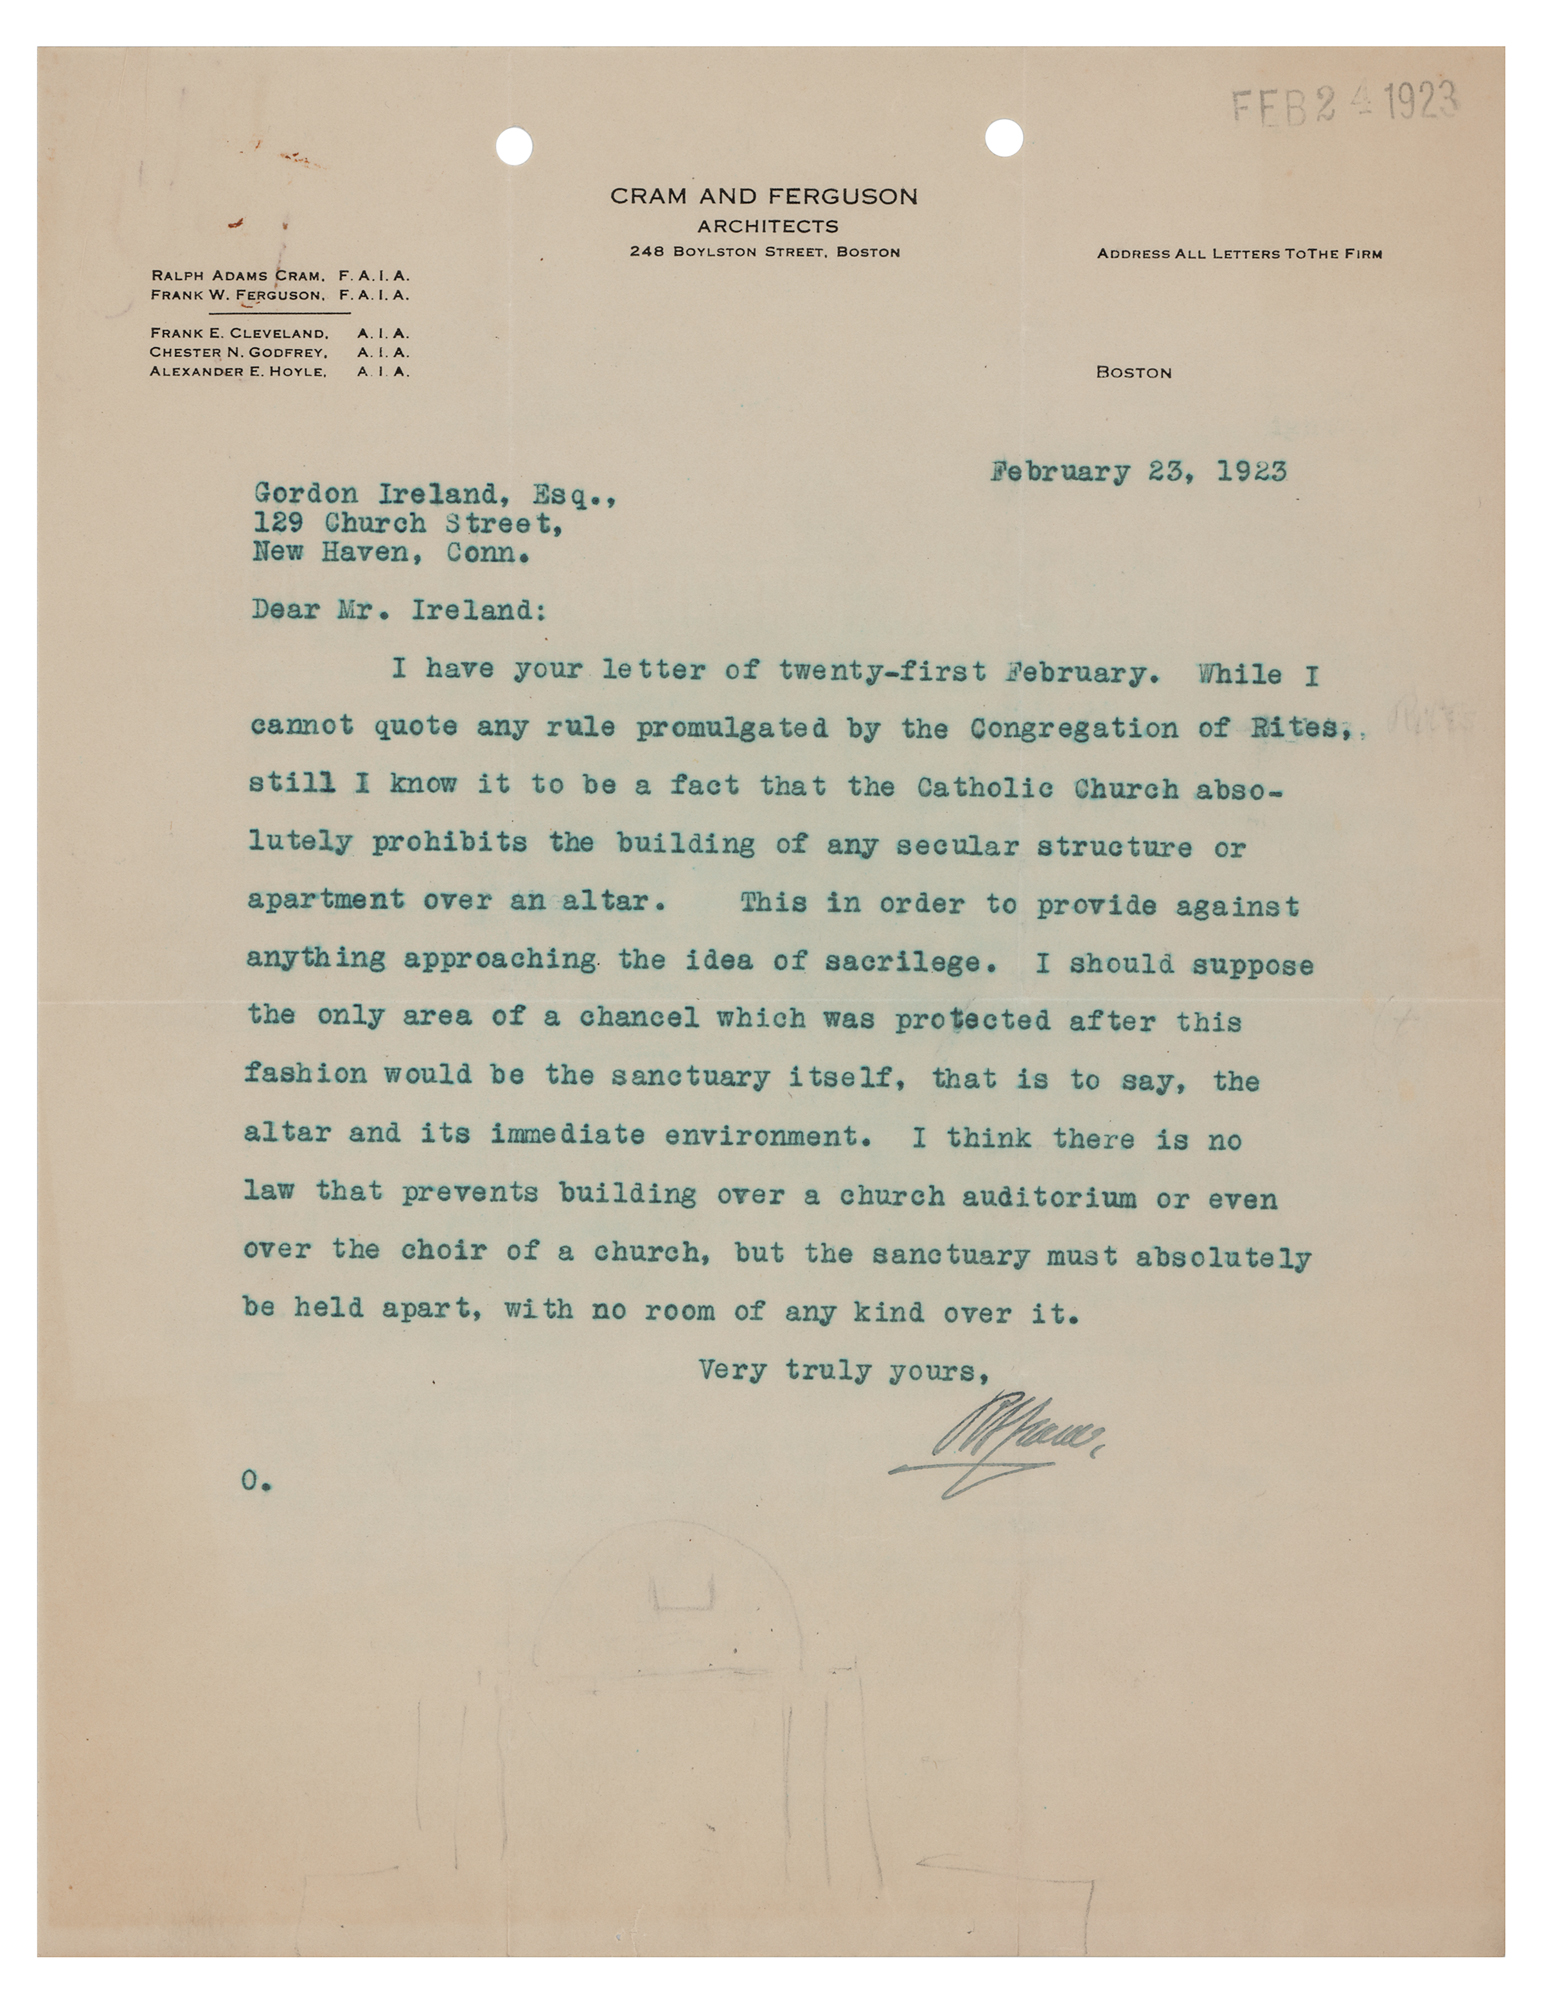 FEB 24 1923
CRAM AND FERGUSON
ARCHITECTS
248 BOYLSTON STREET, BOSTON
ADDRESS ALL LETTERS TO THE FIRM
RALPH ADAMS CRAM, F. A. I. A.
FRANK W. FERGUSON, F. A. I. A.
FRANK E. CLEVELAND, A. I. A.
CHESTER N. GODFREY, A. I. A.
ALEXANDER E. HOYLE, A. I. A.
BOSTON
February 23, 1923
Gordon Ireland, Esq.,
129 Church Street,
New Haven, Conn.
Dear Mr. Ireland:
I have your letter of twenty-first February. While I
cannot quote any rule promulgated by the Congregation of Rites,
Rites
still I know it to be a fact that the Catholic Church abso-
lutely prohibits the building of any secular structure or
apartment over an altar. This in order to provide against
anything approaching the idea of sacrilege. I should suppose
the only area of a chancel which was protected after this
fashion would be the sanctuary itself, that is to say, the
altar and its immediate environment. I think there is no
law that prevents building over a church auditorium or even
over the choir of a church, but the sanctuary must absolutely
be held apart, with no room of any kind over it.
Very truly yours,
RACram.
O.